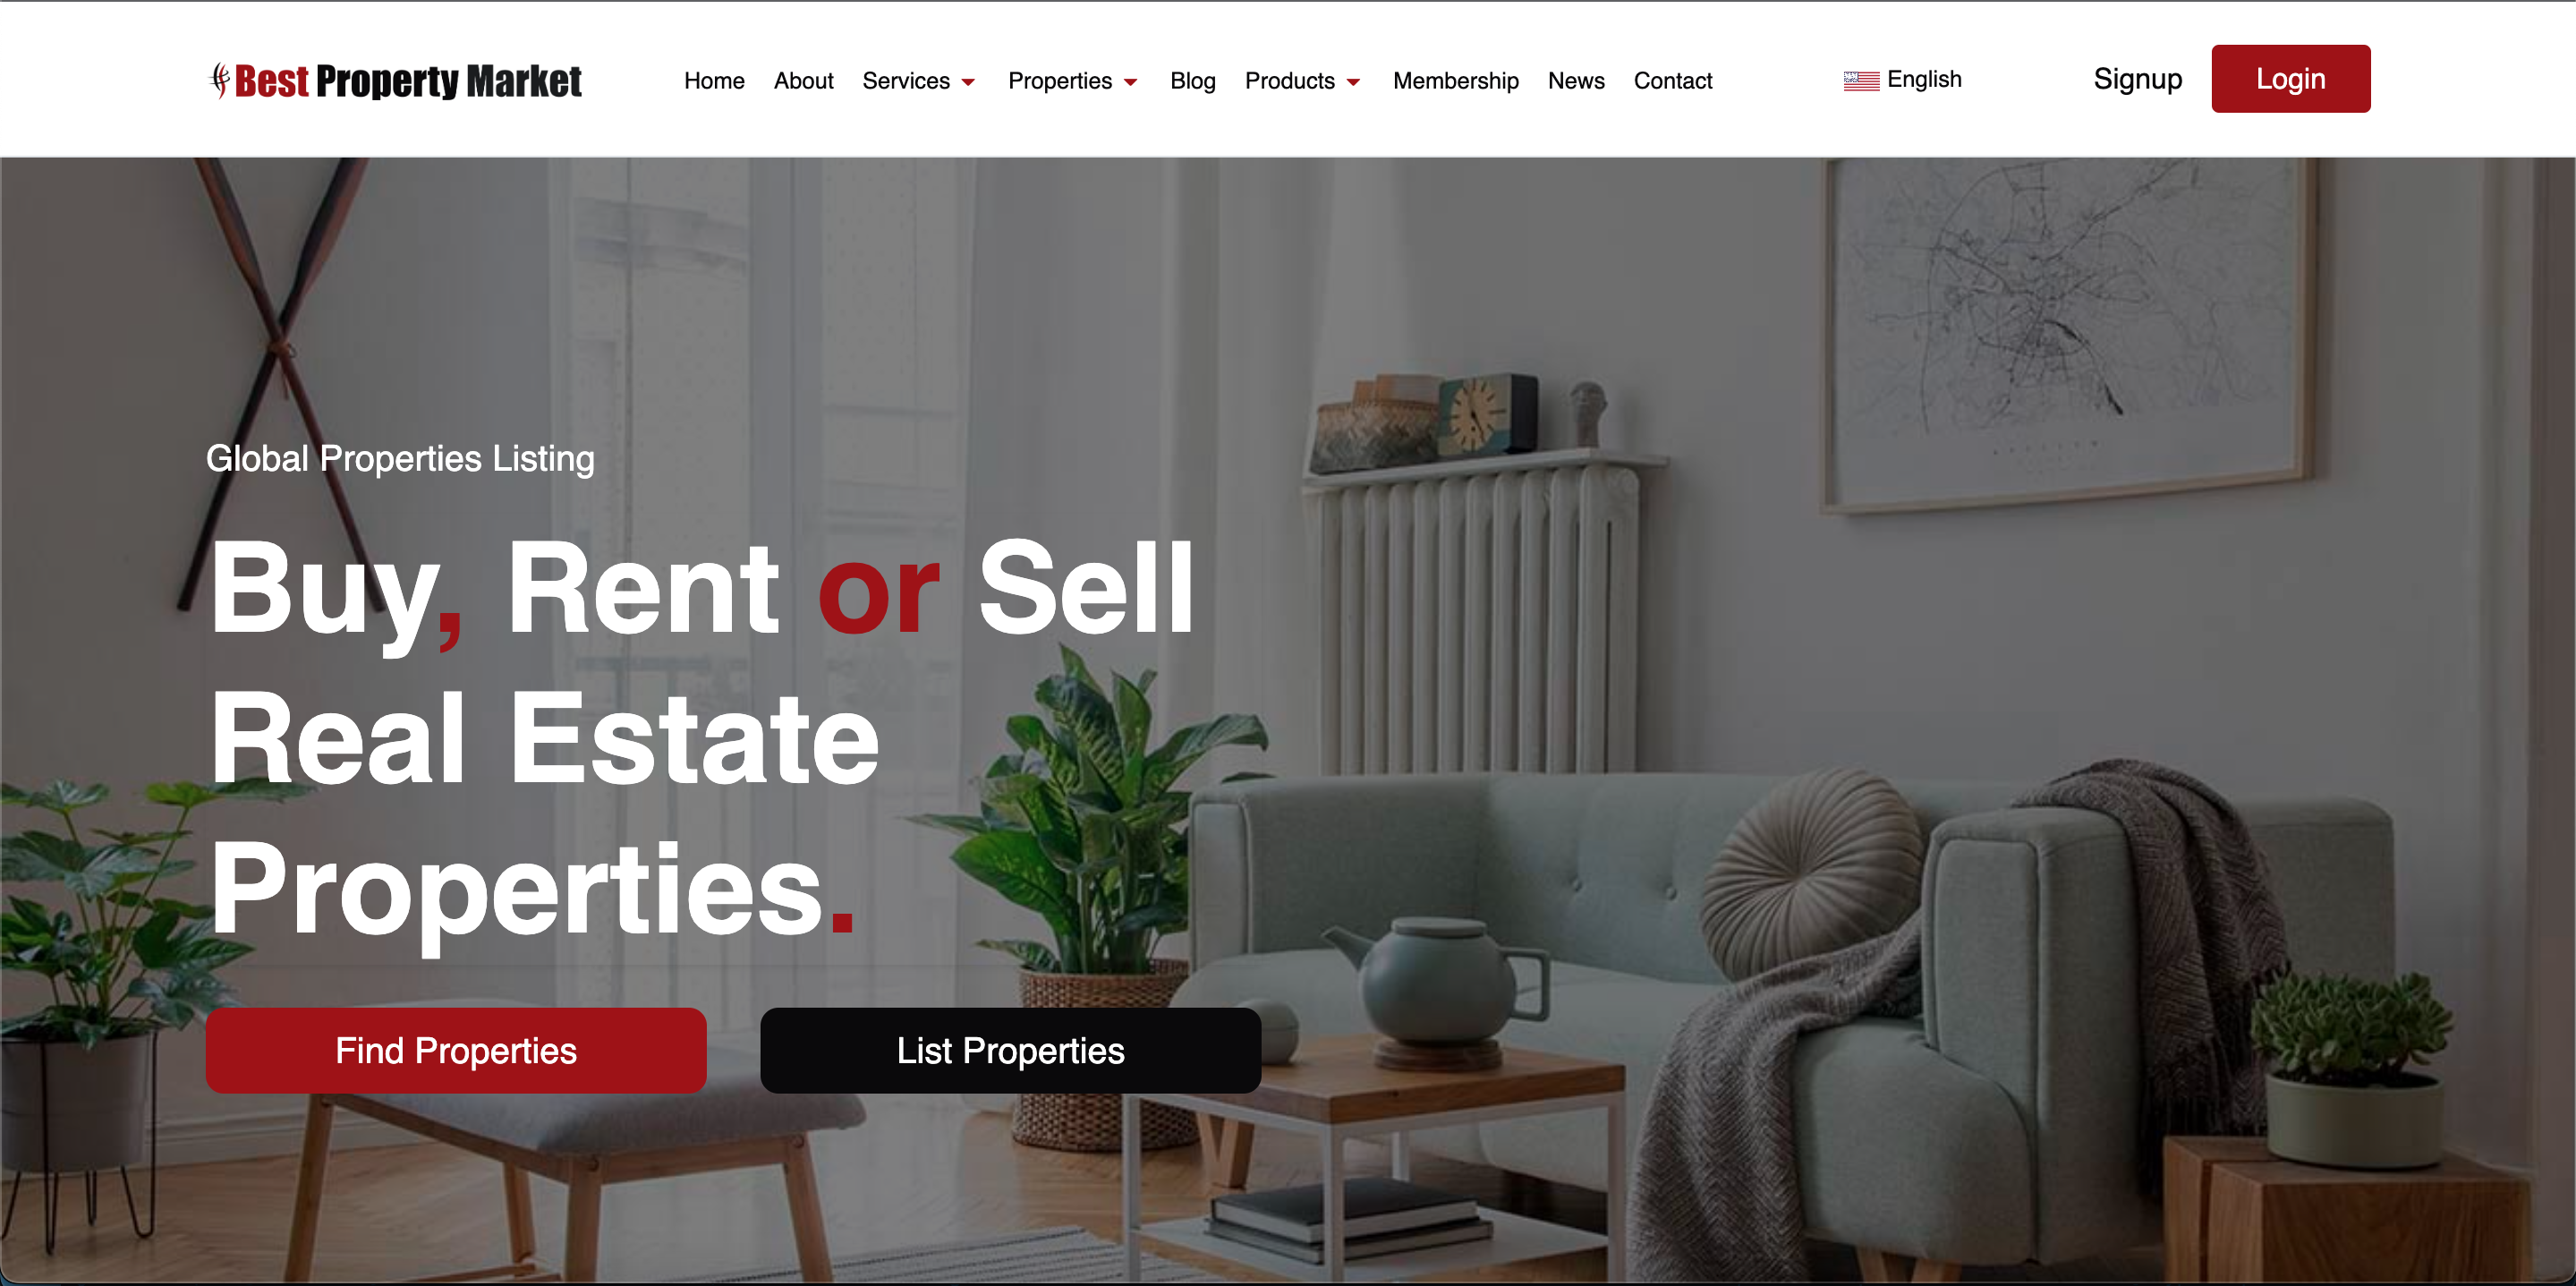 Best Property Market
Home About Services Properties Blog Products Membership News Contact
English
Signup
Login
Global Properties Listing
Buy, Rent or Sell
Real Estate
Properties.
Find Properties
List Properties